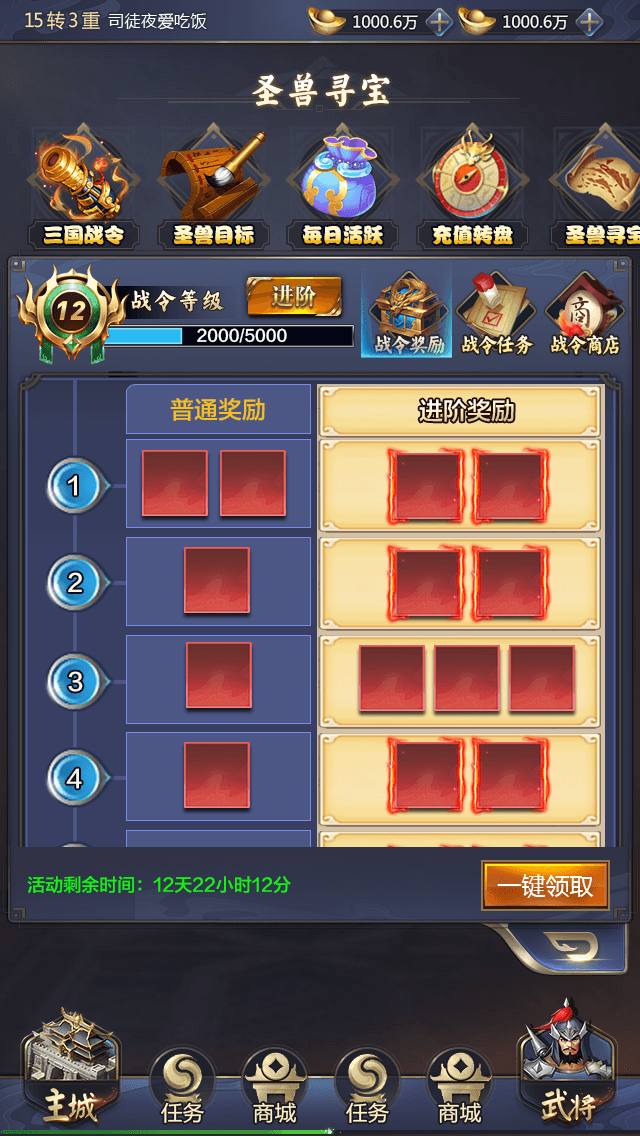 15转3重 司徒夜爱吃饭 1000.6万 1000.6万
圣兽寻宝
三国战令 圣兽目标 每日活跃 充值转盘 圣兽寻宝
12 战令等级 进阶
2000/5000
战令奖励 战令任务 商 战令商店
普通奖励 进阶奖励
1
2
3
4
活动剩余时间：12天22小时12分 一键领取
主城 任务 商城 任务 商城 武将